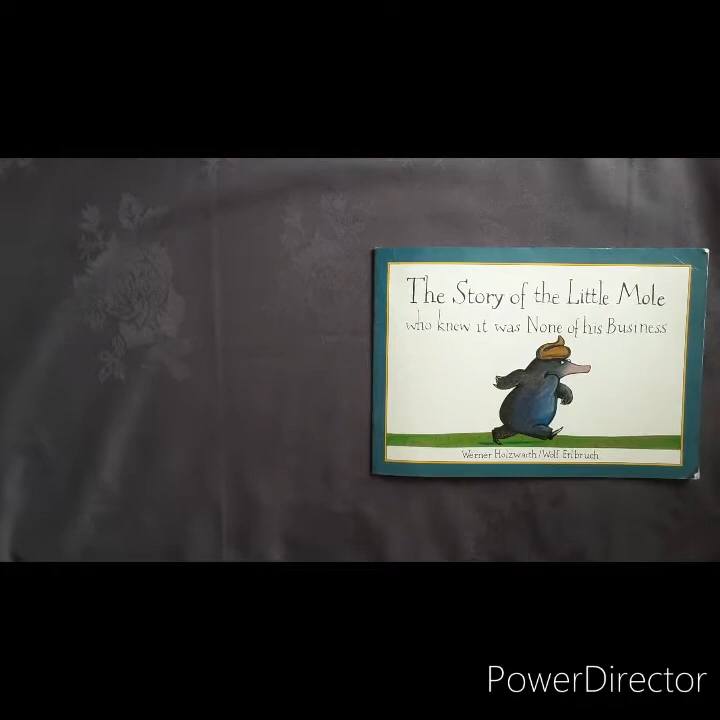 The Story of the Little Mole
who knew it was None of his Business
Werner Holzwarth/Wolf Erlbruch
PowerDirector